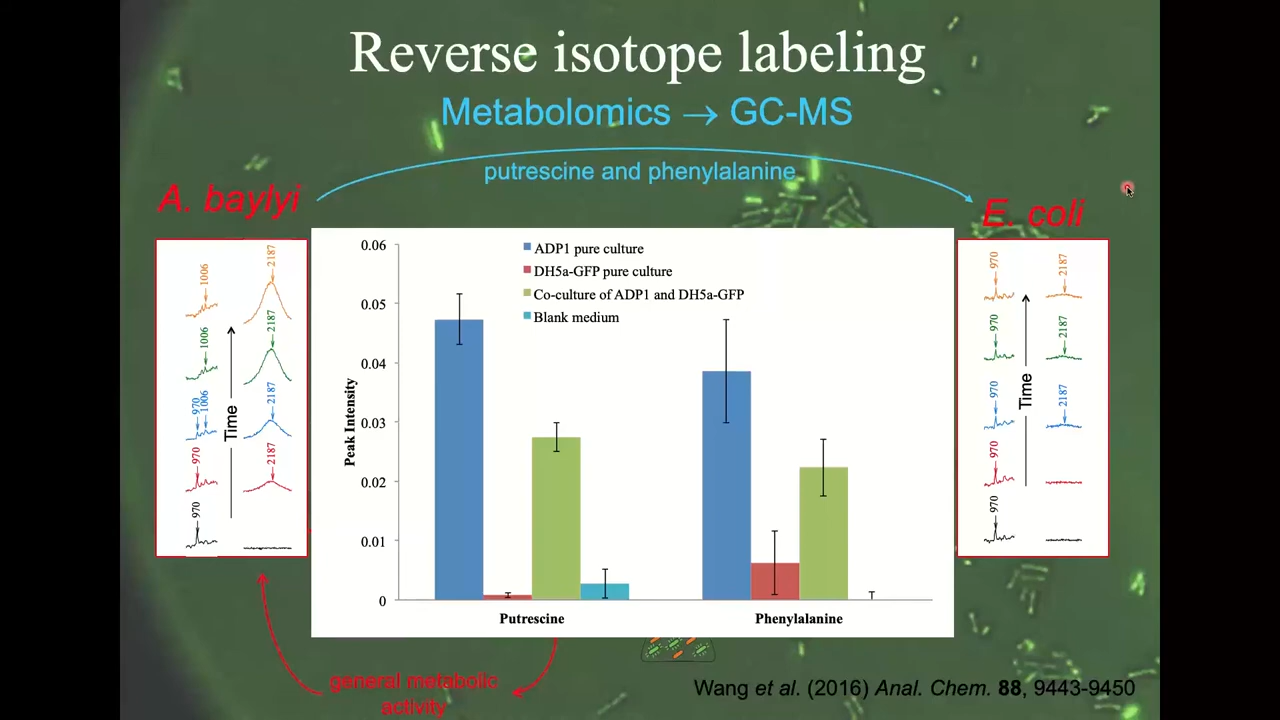 Reverse isotope labeling
Metabolomics → GC-MS
putrescine and phenylalanine
A. baylyi
E. coli
1006
2187
1006
2187
970
1006
2187
970
2187
970
Time
0.06
0.05
0.04
0.03
0.02
0.01
0
Peak Intensity
ADP1 pure culture
DH5a-GFP pure culture
Co-culture of ADP1 and DH5a-GFP
Blank medium
Putrescine
Phenylalanine
970
2187
970
2187
970
2187
970
970
Time
general metabolic
activity
Wang et al. (2016) Anal. Chem. 88, 9443-9450